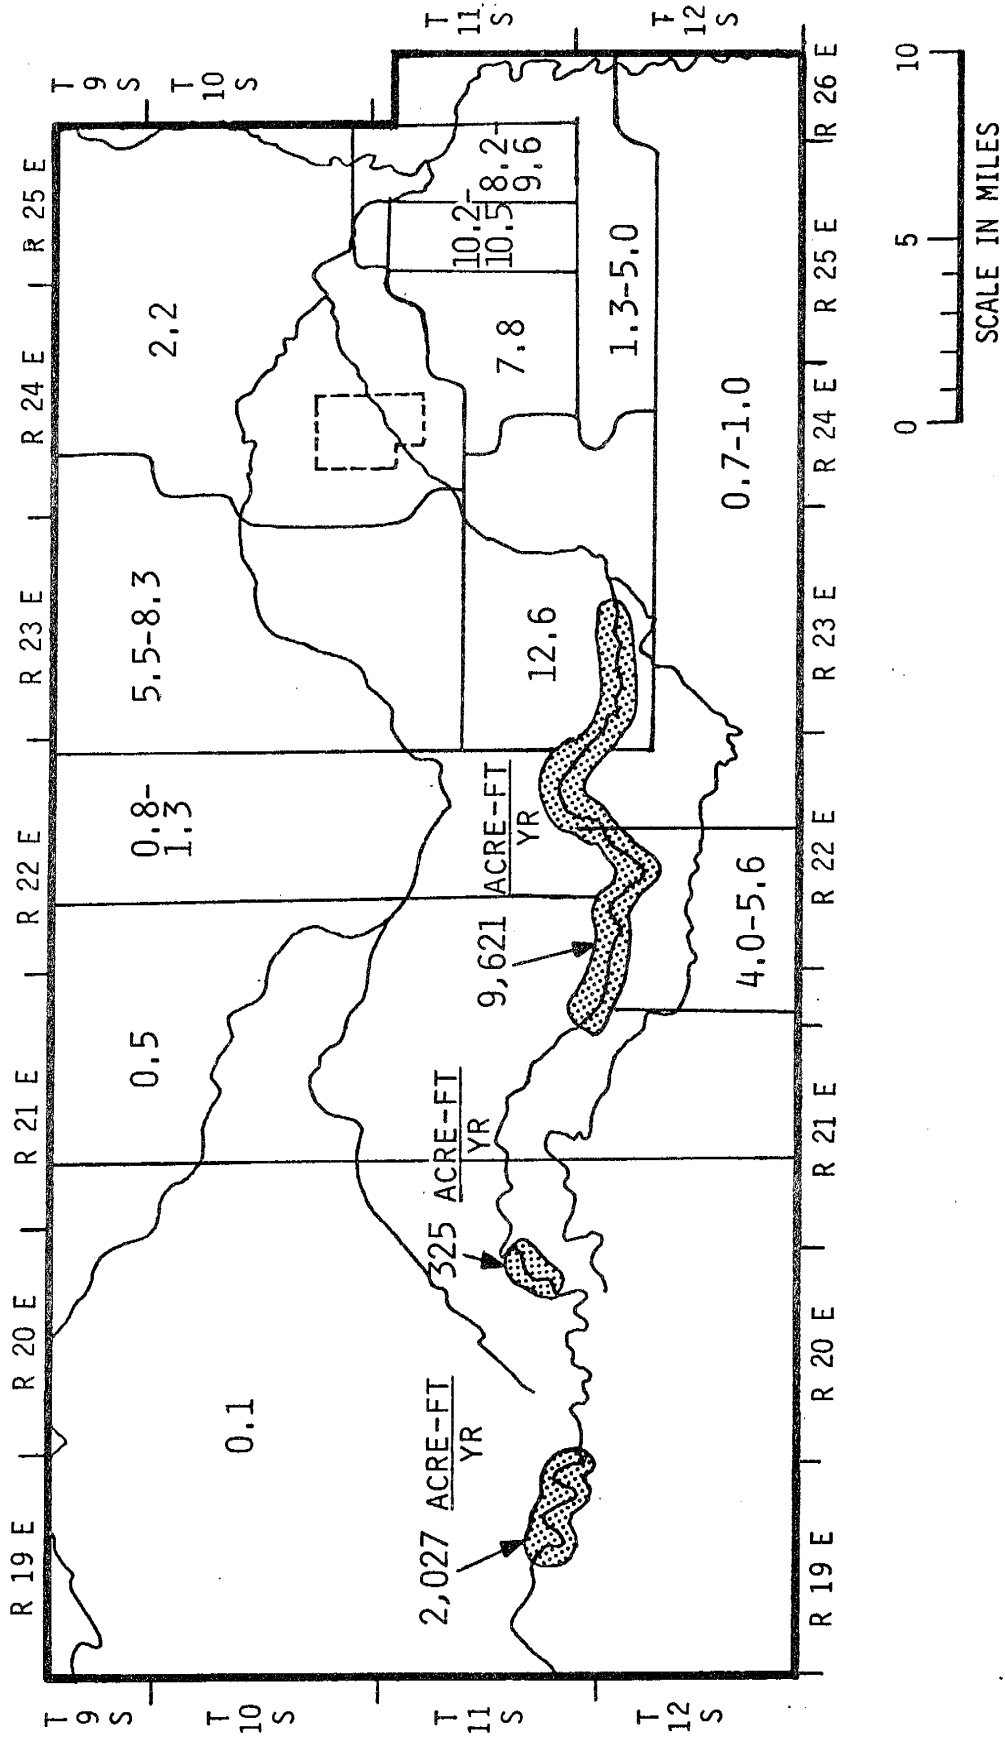 R 19 E
R 20 E
R 21 E
R 22 E
R 23 E
R 24 E
R 25 E
T
9
S
T
10
S
T
11
S
T
12
S
T
9
S
T
10
S
T
11
S
T
12
S
0.1
0.5
0.8-
1.3
5.5-8.3
2.2
2,027 ACRE-FT
YR
325 ACRE-FT
YR
9,621 ACRE-FT
YR
12.6
7.8
10.2-
10.5
8.2-
9.6
1.3-5.0
4.0-5.6
0.7-1.0
R 19 E
R 20 E
R 21 E
R 22 E
R 23 E
R 24 E
R 25 E
R 26 E
0
5
10
SCALE IN MILES